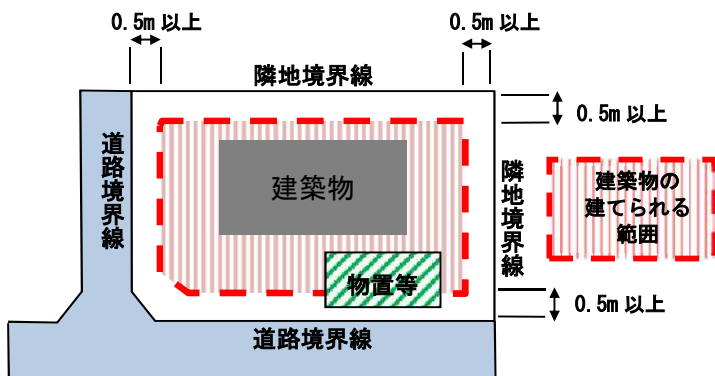 0.5m 以上
0.5m 以上
隣地境界線
0.5m 以上
道路境界線
建築物
隣地境界線
建築物の
建てられる
範囲
物置等
0.5m 以上
道路境界線